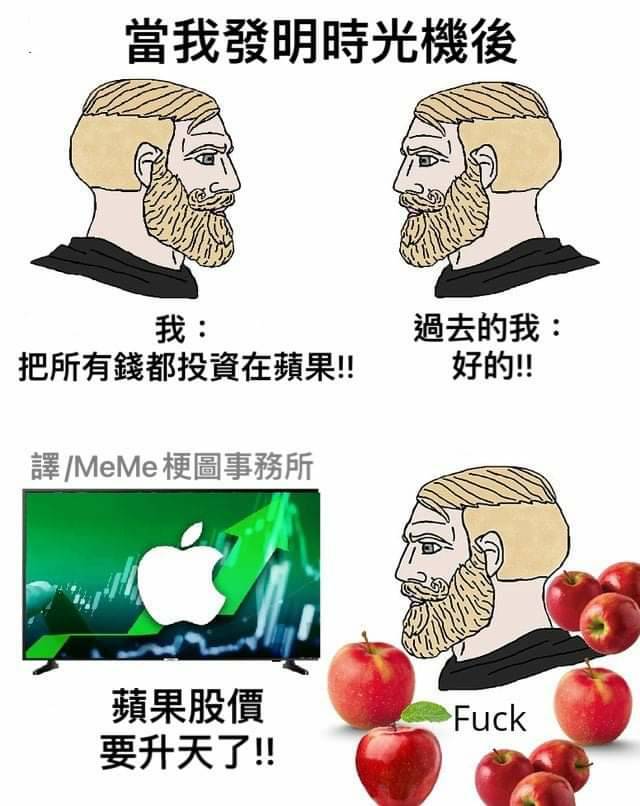 當我發明時光機後
我：
把所有錢都投資在蘋果!!
過去的我：
好的!!
譯/MeMe梗圖事務所
蘋果股價
要升天了!!
Fuck